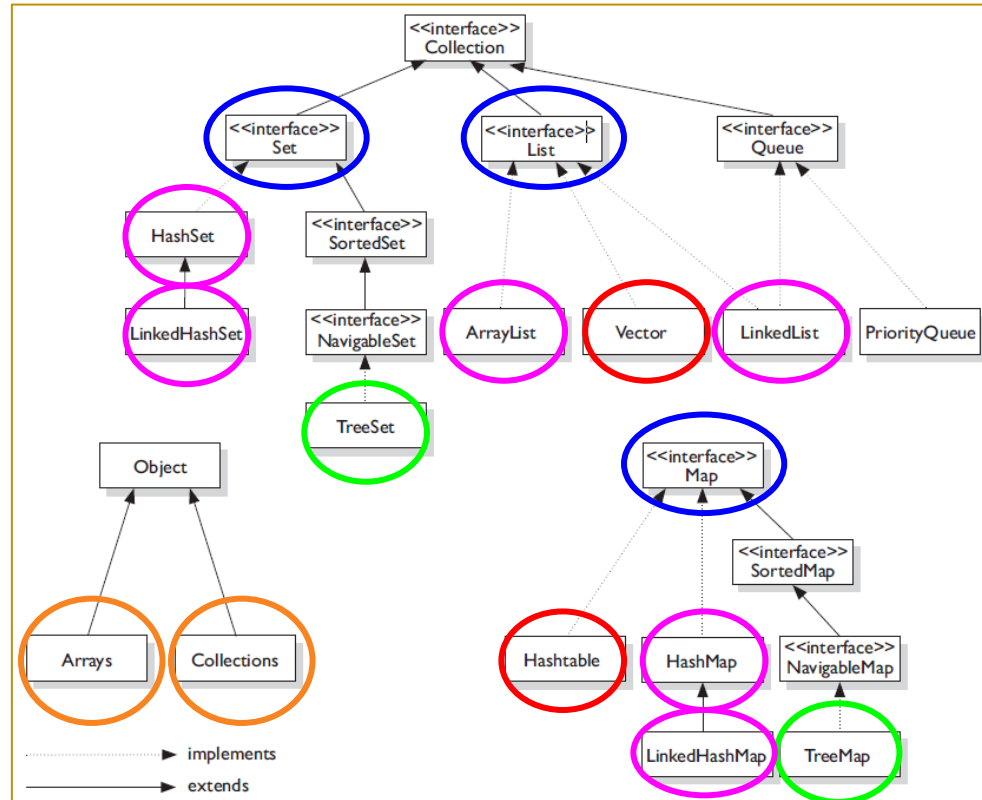 <<interface>>
Collection
<<interface>>
Set
<<interface>>
List
<<interface>>
Queue
HashSet
<<interface>>
SortedSet
LinkedHashSet
<<interface>>
NavigableSet
ArrayList
Vector
LinkedList
PriorityQueue
TreeSet
Object
<<interface>>
Map
<<interface>>
SortedMap
Arrays
Collections
Hashtable
HashMap
<<interface>>
NavigableMap
LinkedHashMap
TreeMap
implements
extends